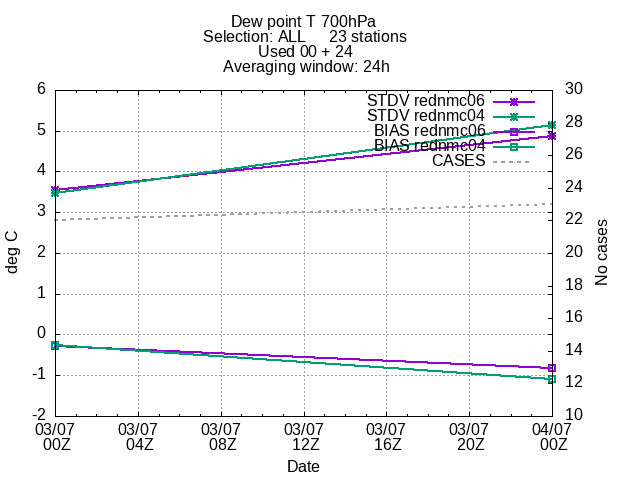 Dew point T 700hPa
Selection: ALL 23 stations
Used 00 + 24
Averaging window: 24h
6
5
4
3
2
1
0
-1
-2
deg C
30
28
26
24
22
20
18
16
14
12
10
No cases
STDV rednmc06
STDV rednmc04
BIAS rednmc06
BIAS rednmc04
CASES
03/07 03/07 03/07 03/07 03/07 03/07 04/07
00Z 04Z 08Z 12Z 16Z 20Z 00Z
Date